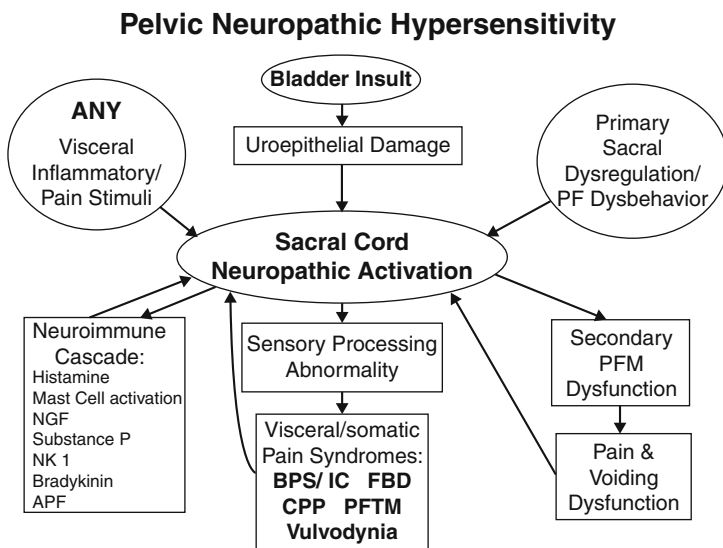 Pelvic Neuropathic Hypersensitivity
Bladder Insult
ANY
Visceral
Inflammatory/
Pain Stimuli
Uroepithelial Damage
Primary
Sacral
Dysregulation/
PF Dysbehavior
Sacral Cord
Neuropathic Activation
Neuroimmune
Cascade:
Histamine
Mast Cell activation
NGF
Substance P
NK 1
Bradykinin
APF
Sensory Processing
Abnormality
Visceral/somatic
Pain Syndromes:
BPS/ IC FBD
CPP PFTM
Vulvodynia
Secondary
PFM
Dysfunction
Pain &
Voiding
Dysfunction